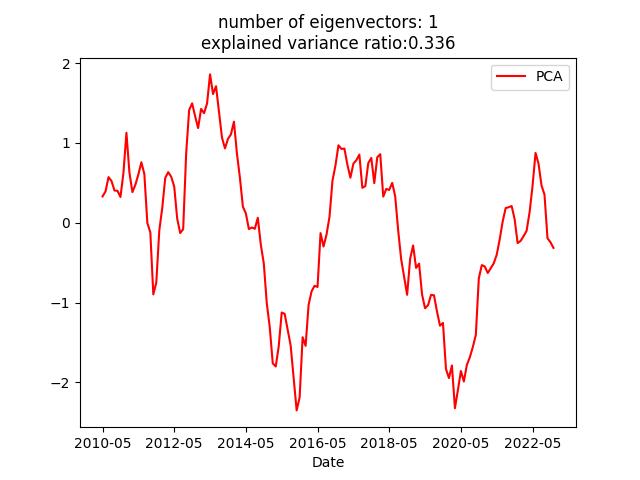 number of eigenvectors: 1
explained variance ratio:0.336
PCA
2
1
0
−1
−2
2010-05 2012-05 2014-05 2016-05 2018-05 2020-05 2022-05
Date